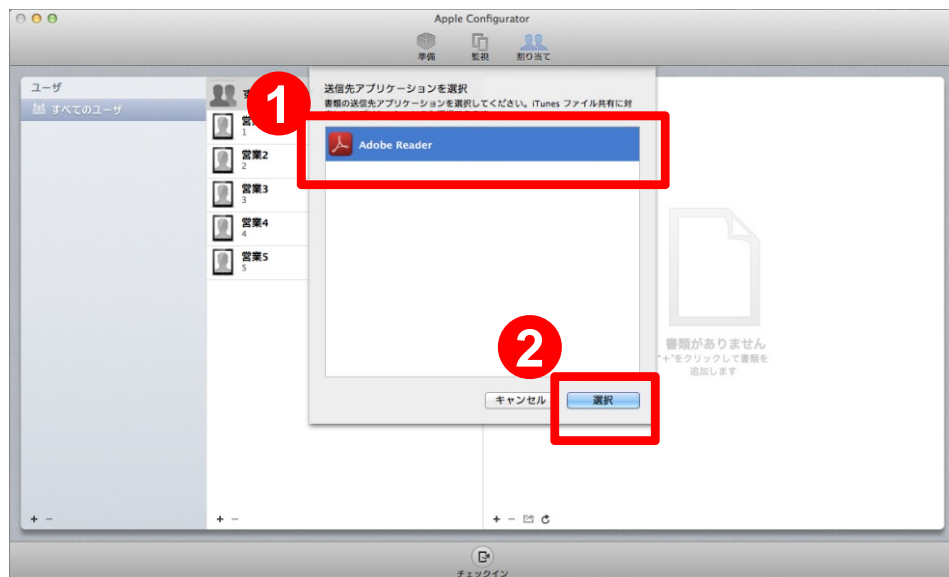 Apple Configurator
準備
監視
割り当て
ユーザ
すべてのユーザ
1
1
営業2
2
営業3
3
営業4
4
営業5
5
送信先アプリケーションを選択
書類の送信先アプリケーションを選択してください。iTunes ファイル共有に対
Adobe Reader
2
キャンセル
選択
書類がありません
"+"をクリックして書類を
追加します
+ −
+ −
+ −
チェックイン